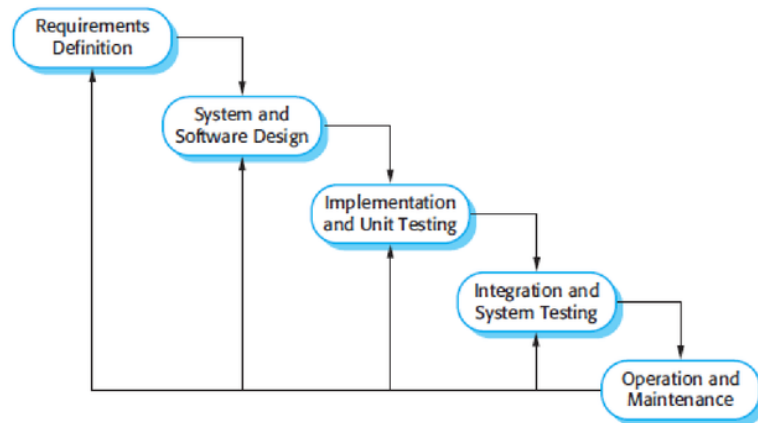 Requirements
Definition
System and
Software Design
Implementation
and Unit Testing
Integration and
System Testing
Operation and
Maintenance